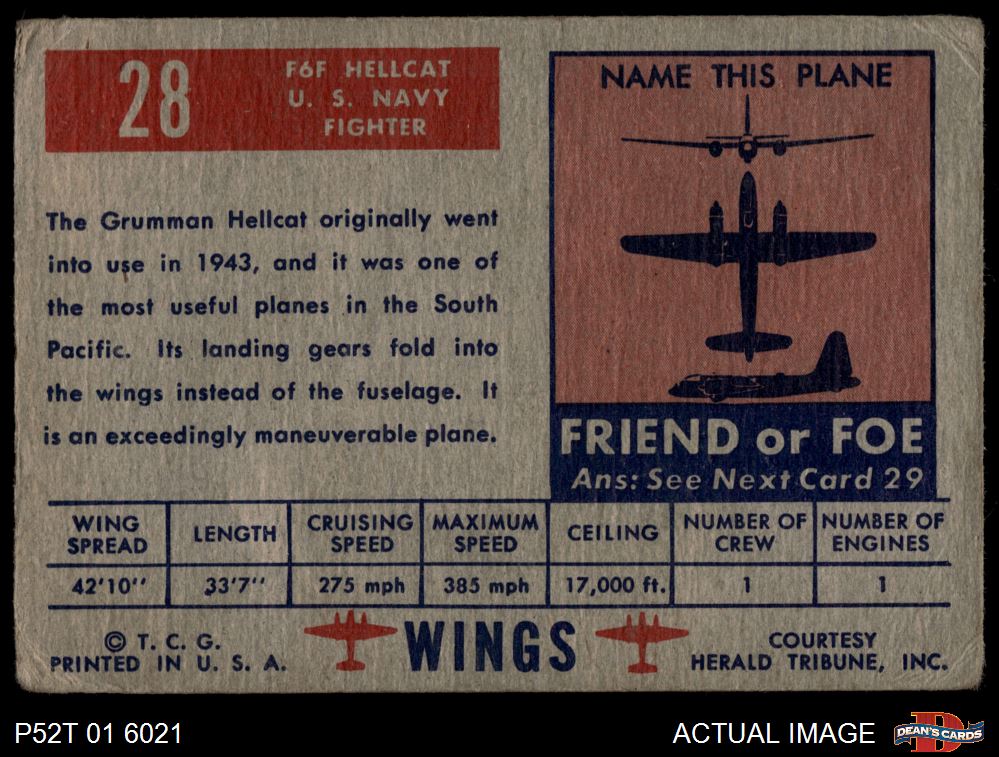 28
F6F HELLCAT
U. S. NAVY
FIGHTER
The Grumman Hellcat originally went
into use in 1943, and it was one of
the most useful planes in the South
Pacific. Its landing gears fold into
the wings instead of the fuselage. It
is an exceedingly maneuverable plane.
NAME THIS PLANE
FRIEND or FOE
Ans: See Next Card 29
WING SPREAD LENGTH CRUISING SPEED MAXIMUM SPEED CEILING NUMBER OF CREW NUMBER OF ENGINES
42'10'' 33'7'' 275 mph 385 mph 17,000 ft. 1 1
© T. C. G.
PRINTED IN U. S. A.
WINGS
COURTESY
HERALD TRIBUNE, INC.
P52T 01 6021
ACTUAL IMAGE
D
DEAN'S CARDS